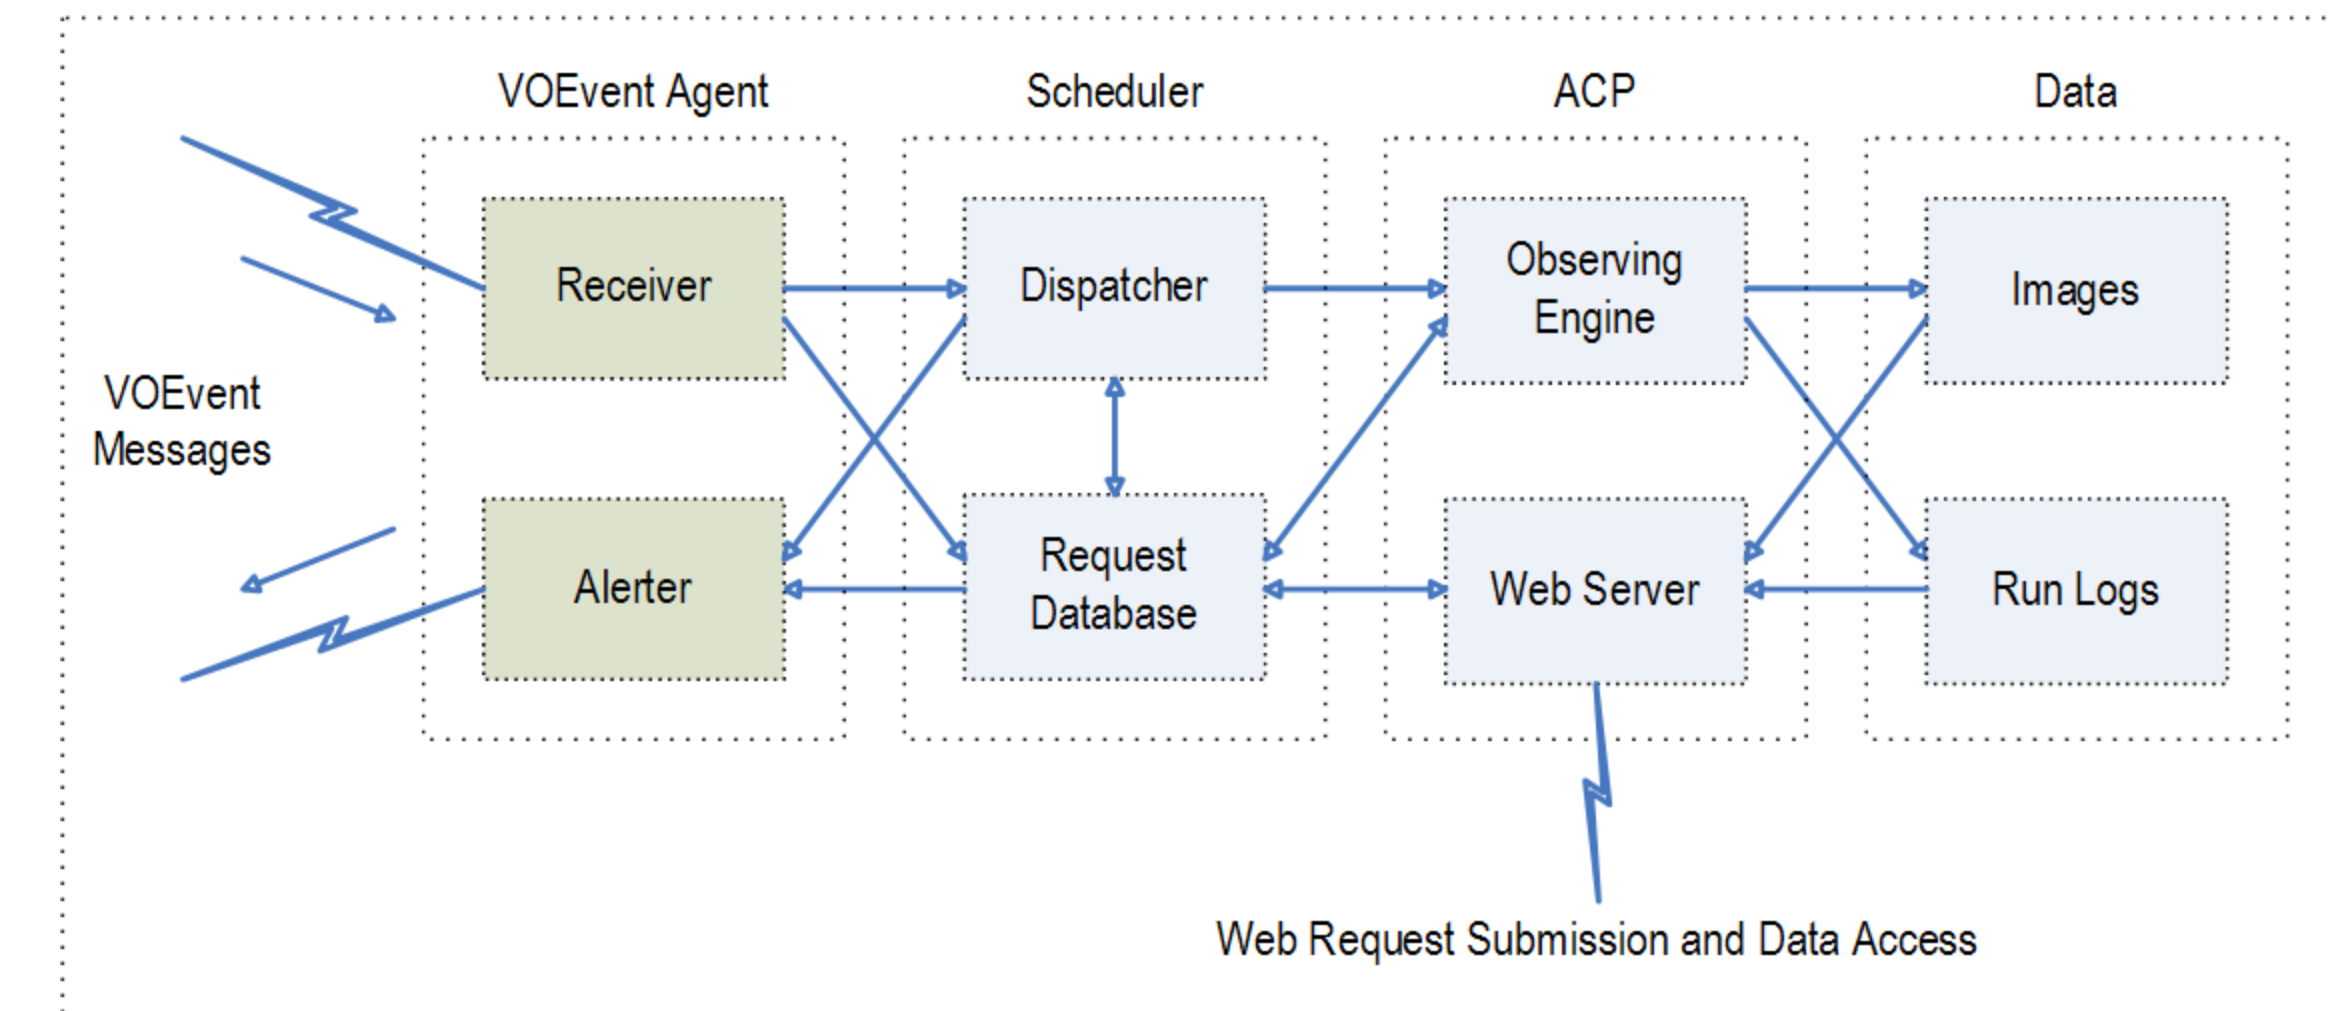 VOEvent Agent
Scheduler
ACP
Data
Receiver
Dispatcher
Observing
Engine
Images
VOEvent
Messages
Alerter
Request
Database
Web Server
Run Logs
Web Request Submission and Data Access